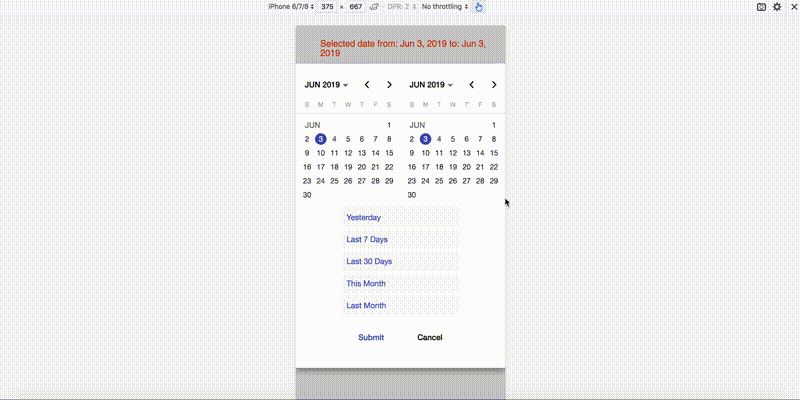 iPhone 6/7/8 375 × 667 DPR: 2 No throttling
Selected date from: Jun 3, 2019 to: Jun 3,
2019
JUN 2019 JUN 2019
S M T W T F S S M T W T F S
JUN 1 JUN 1
2 3 4 5 6 7 8 2 3 4 5 6 7 8
9 10 11 12 13 14 15 9 10 11 12 13 14 15
16 17 18 19 20 21 22 16 17 18 19 20 21 22
23 24 25 26 27 28 29 23 24 25 26 27 28 29
30 30
Yesterday
Last 7 Days
Last 30 Days
This Month
Last Month
Submit Cancel